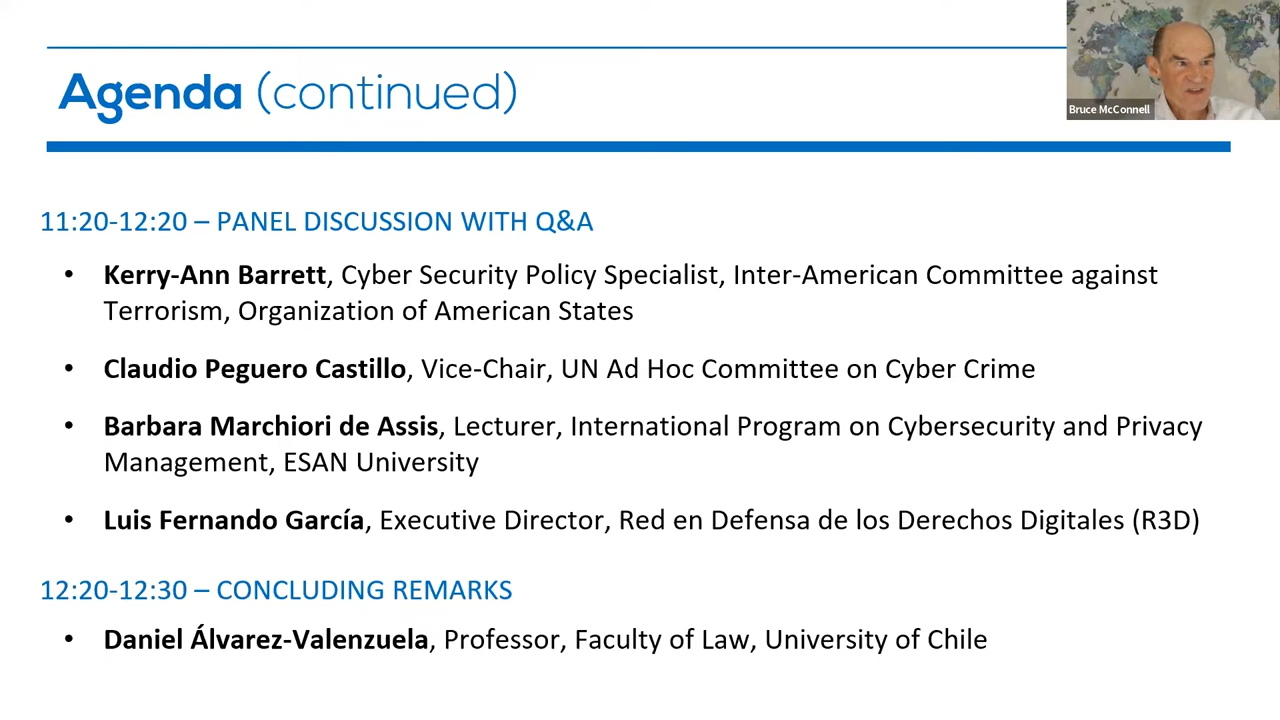 Agenda (continued)
Bruce McConnell
11:20-12:20 – PANEL DISCUSSION WITH Q&A
• Kerry-Ann Barrett, Cyber Security Policy Specialist, Inter-American Committee against
Terrorism, Organization of American States
• Claudio Peguero Castillo, Vice-Chair, UN Ad Hoc Committee on Cyber Crime
• Barbara Marchiori de Assis, Lecturer, International Program on Cybersecurity and Privacy
Management, ESAN University
• Luis Fernando García, Executive Director, Red en Defensa de los Derechos Digitales (R3D)
12:20-12:30 – CONCLUDING REMARKS
• Daniel Álvarez-Valenzuela, Professor, Faculty of Law, University of Chile